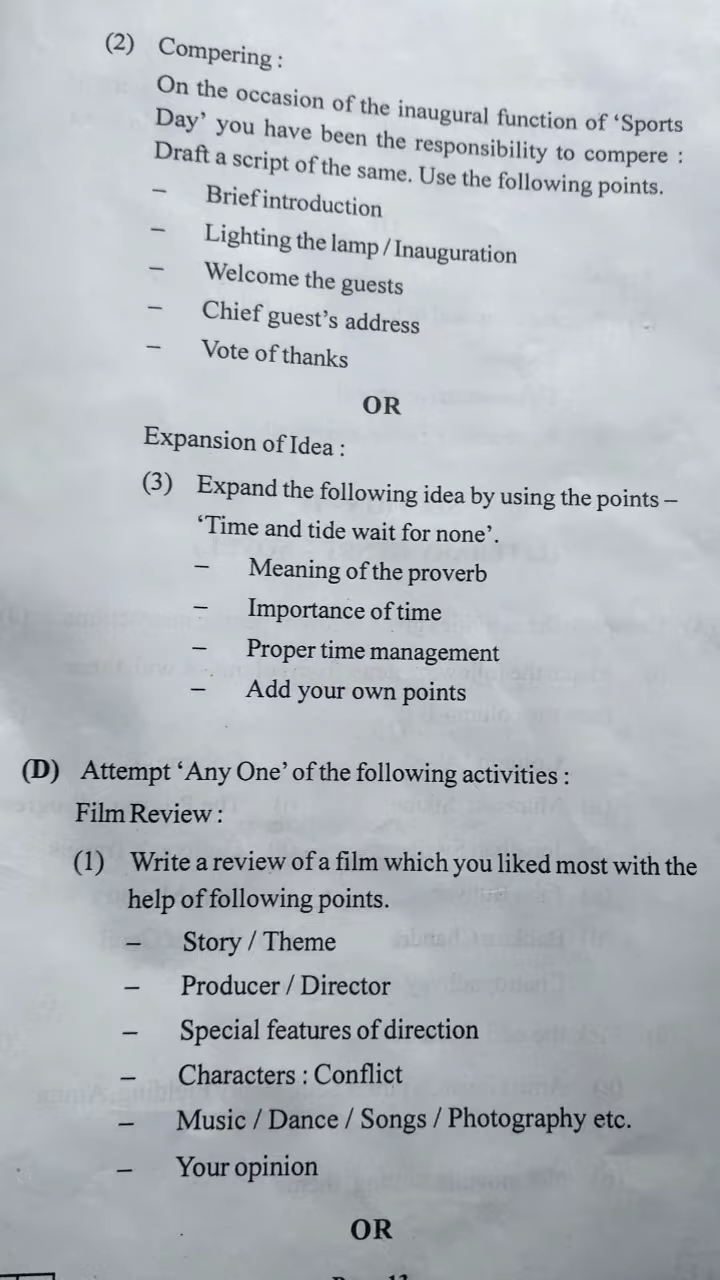 (2) Compering :
On the occasion of the inaugural function of ‘Sports
Day’ you have been the responsibility to compere :
Draft a script of the same. Use the following points.
– Brief introduction
– Lighting the lamp / Inauguration
– Welcome the guests
– Chief guest’s address
– Vote of thanks
OR
Expansion of Idea :
(3) Expand the following idea by using the points –
‘Time and tide wait for none’.
– Meaning of the proverb
– Importance of time
– Proper time management
– Add your own points
(D) Attempt ‘Any One’ of the following activities :
Film Review :
(1) Write a review of a film which you liked most with the
help of following points.
– Story / Theme
– Producer / Director
– Special features of direction
– Characters : Conflict
– Music / Dance / Songs / Photography etc.
– Your opinion
OR